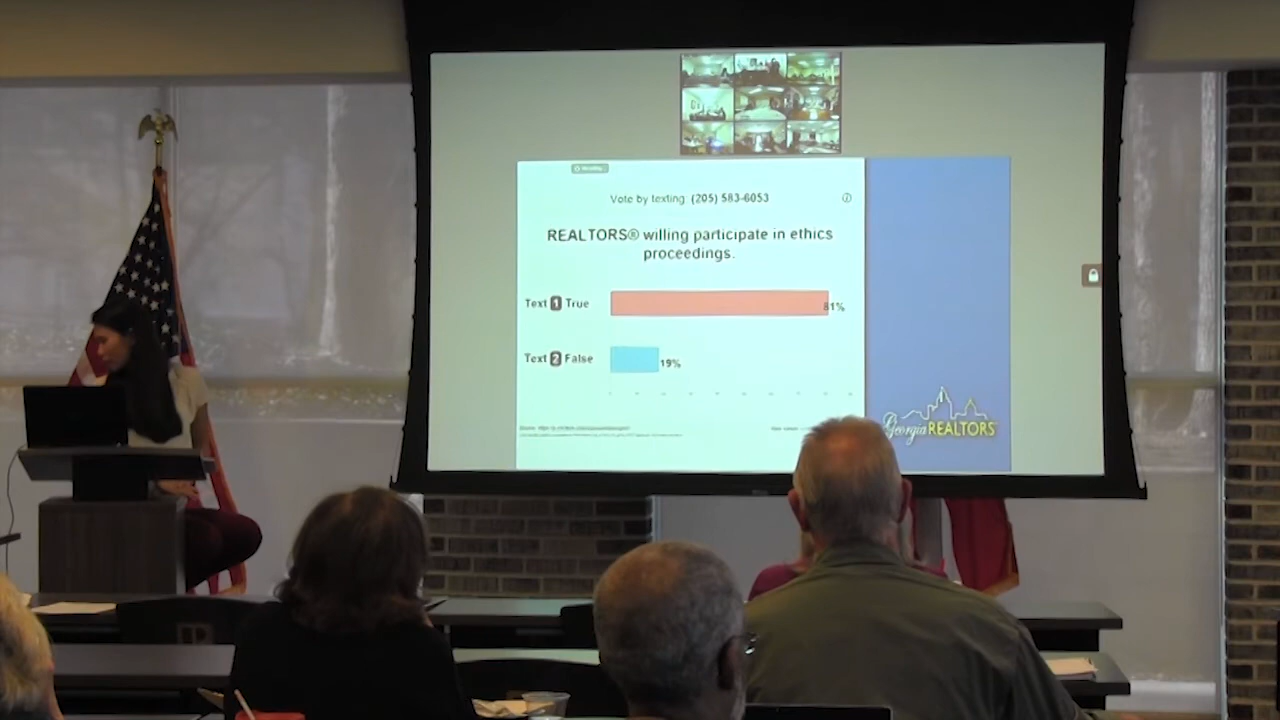 Vote by texting: (205) 583-6053
REALTORS® willing participate in ethics
proceedings.
Text 1 True
81%
Text 2 False
19%
Georgia REALTORS